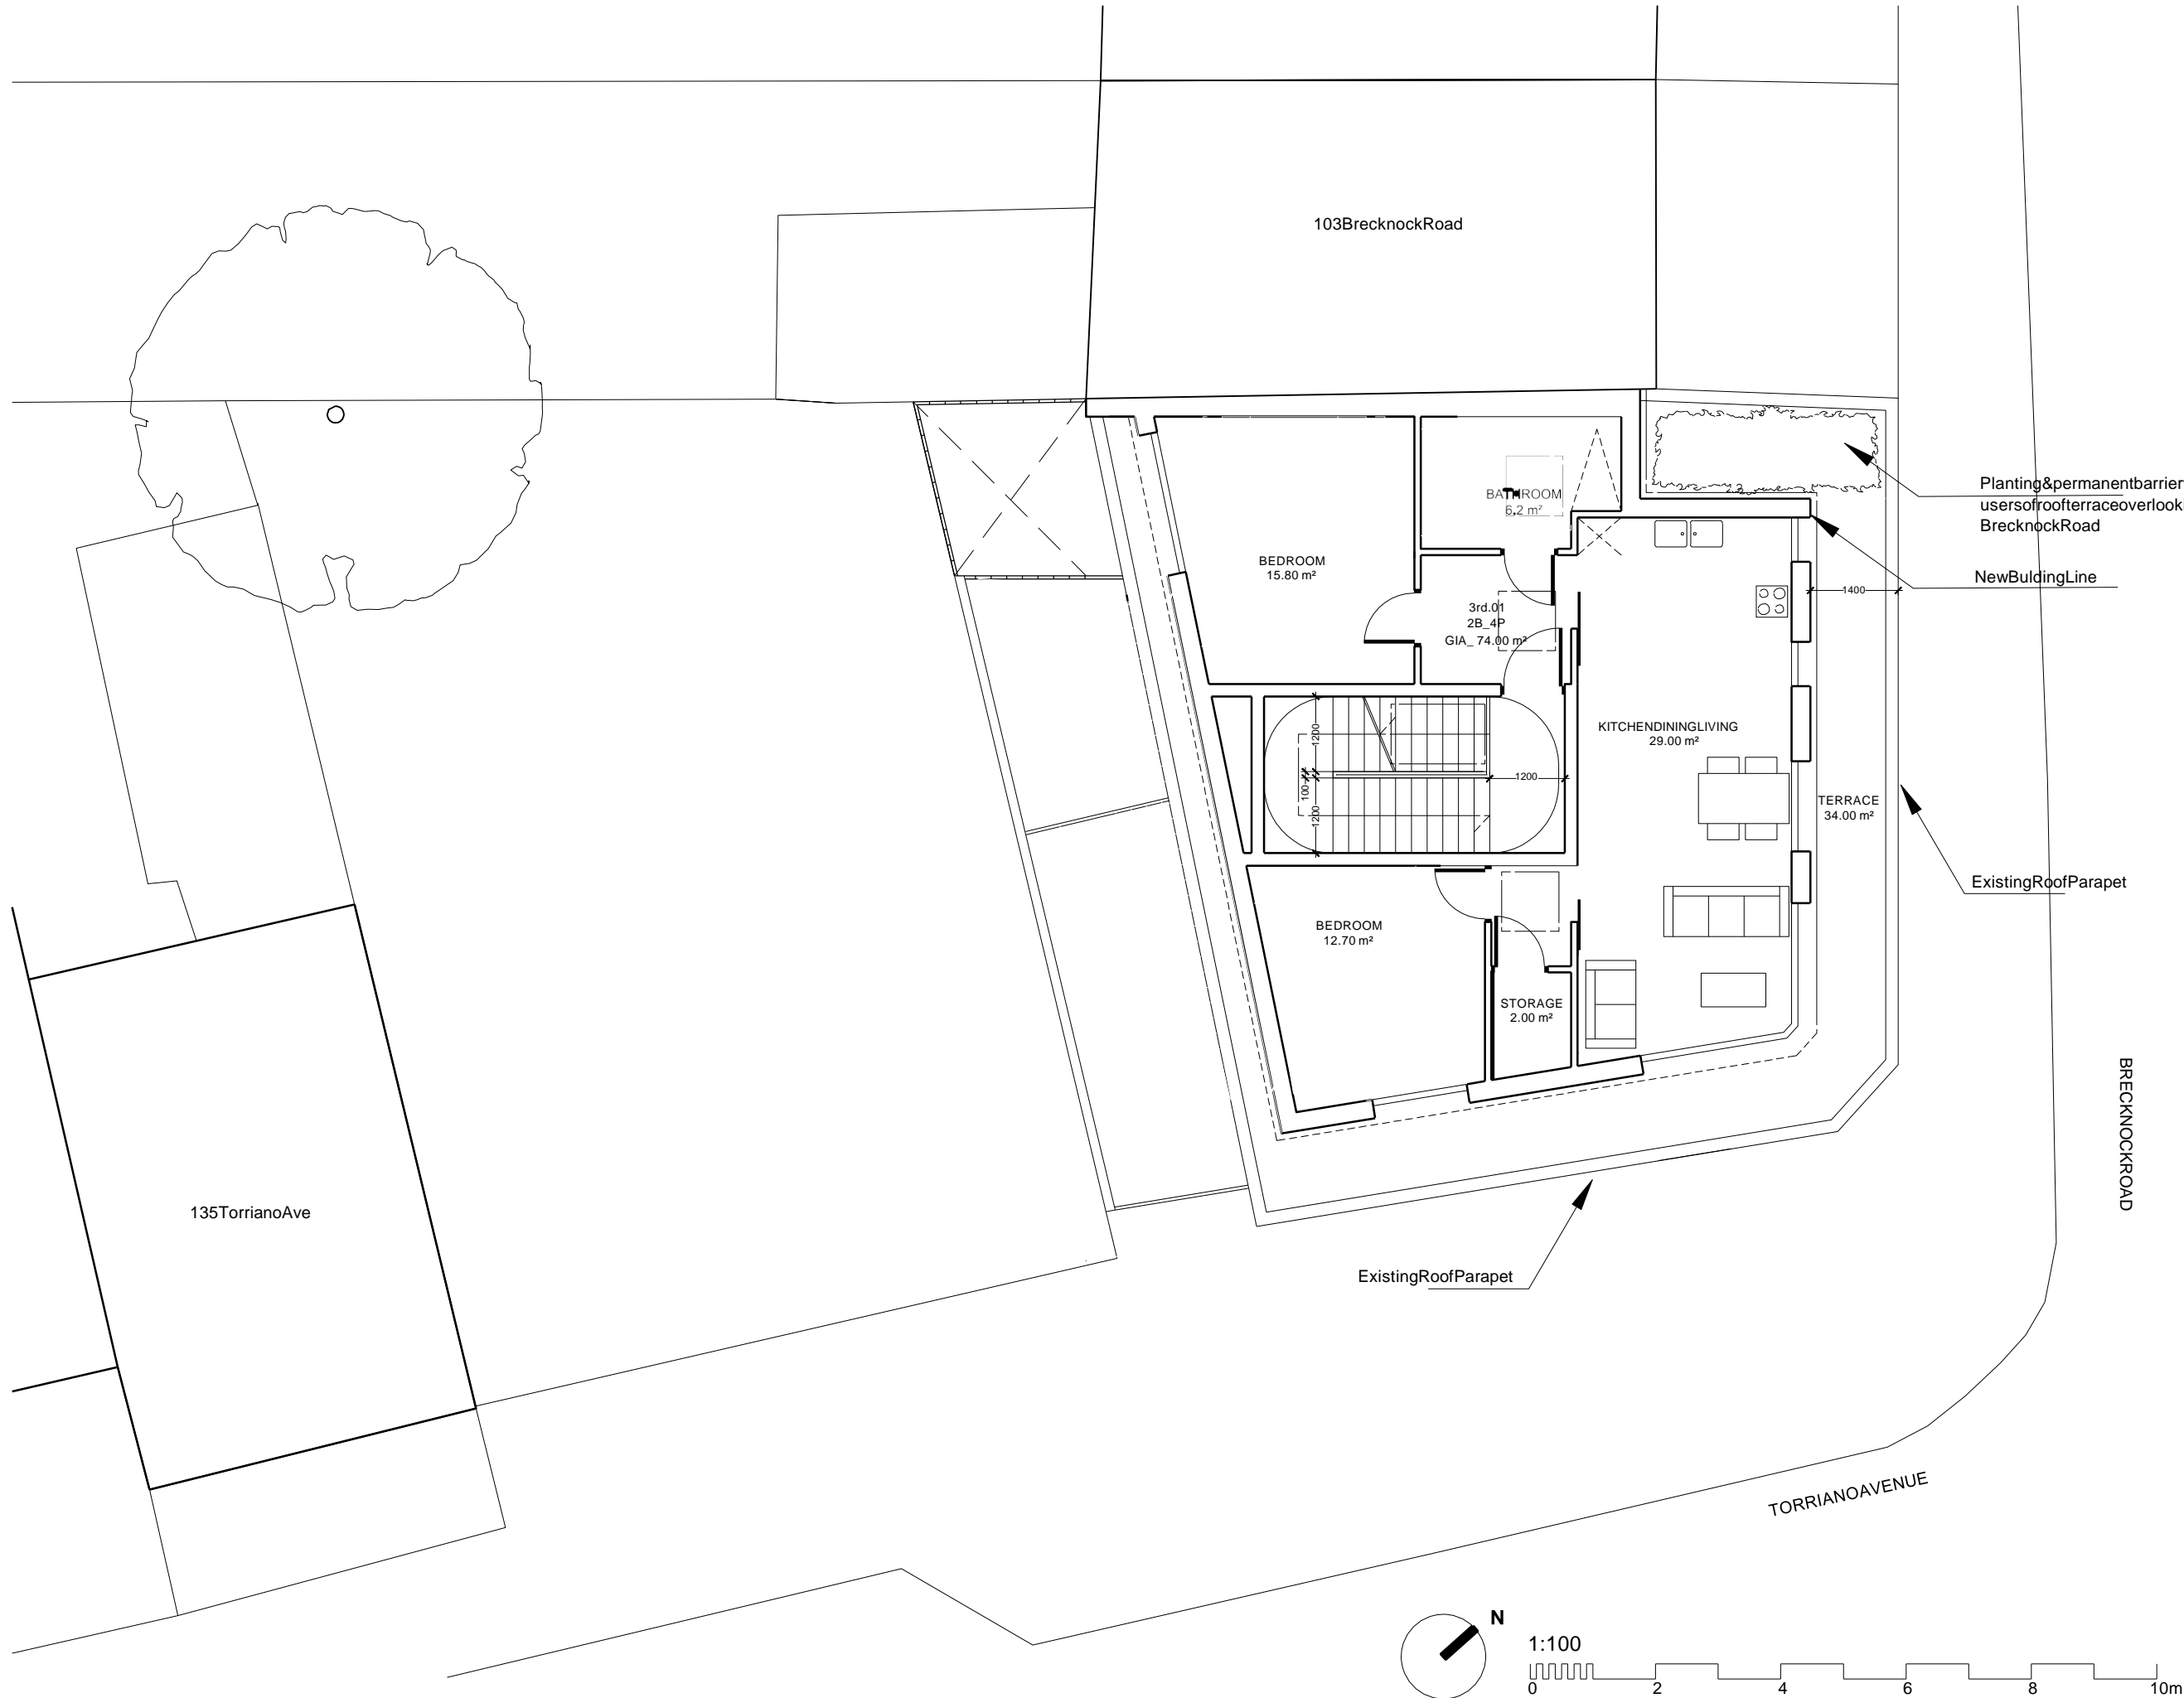 103BrecknockRoad
Planting&permanentbarrier
usersofroofterraceoverlook
BrecknockRoad
NewBuldingLine
BATHROOM
6.2 m²
BEDROOM
15.80 m²
3rd.01
2B_4P
GIA_ 74.00 m²
1400
KITCHENDININGLIVING
29.00 m²
1200
1200
100
1200
TERRACE
34.00 m²
ExistingRoofParapet
BEDROOM
12.70 m²
STORAGE
2.00 m²
BRECKNOCKROAD
135TorrianoAve
ExistingRoofParapet
TORRIANOAVENUE
N
1:100
0 2 4 6 8 10m